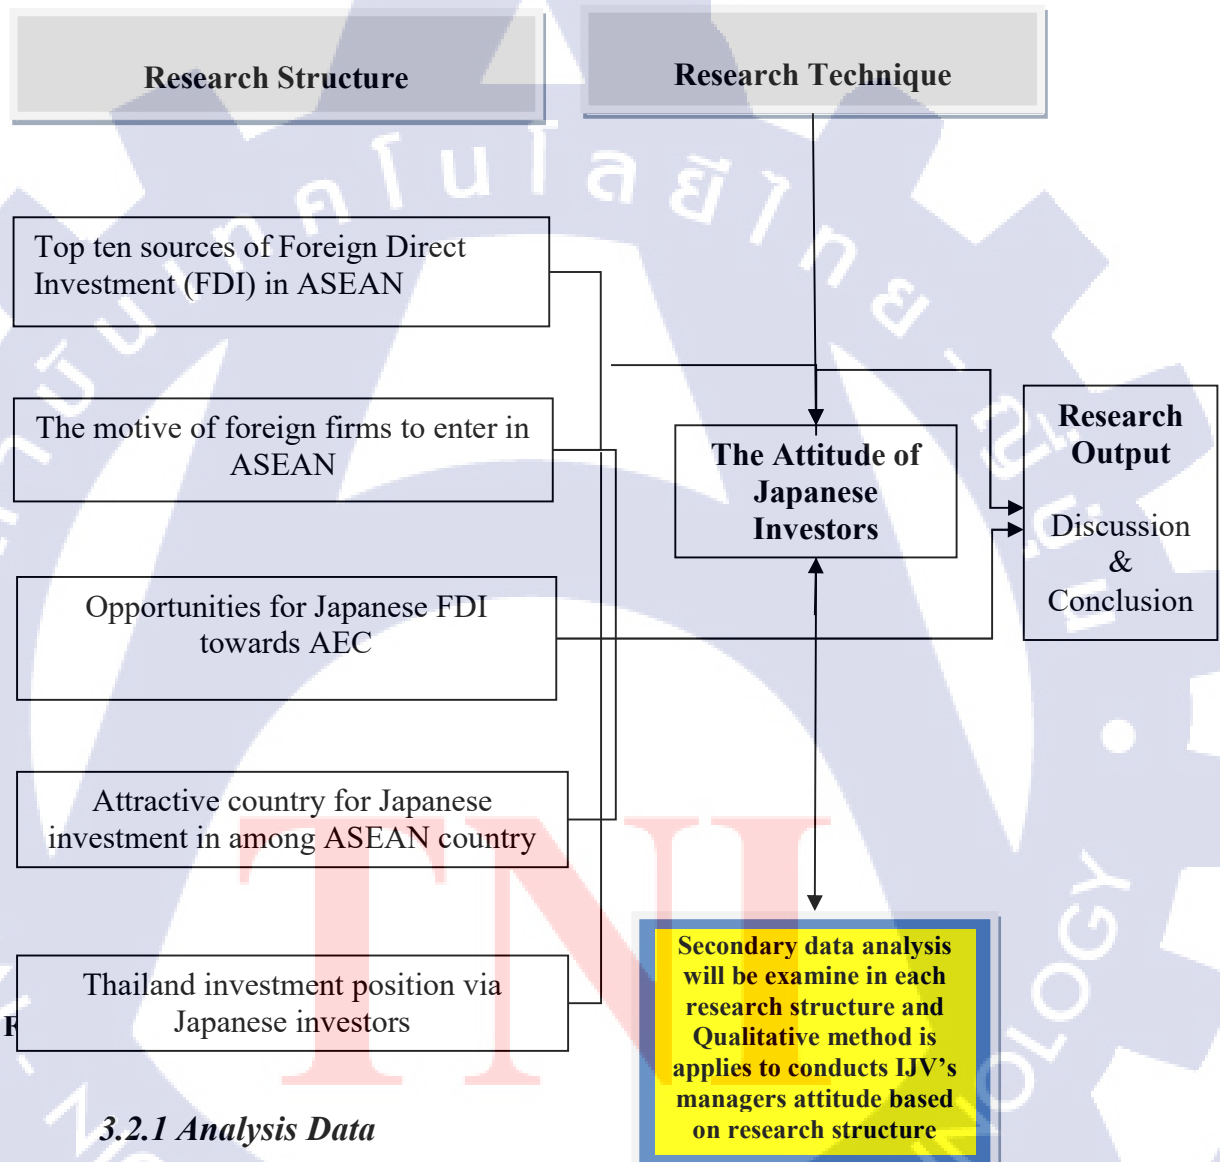 Research Structure
Research Technique
Top ten sources of Foreign Direct
Investment (FDI) in ASEAN
The motive of foreign firms to enter in
ASEAN
Opportunities for Japanese FDI
towards AEC
Attractive country for Japanese
investment in among ASEAN country
Thailand investment position via
Japanese investors
F
The Attitude of
Japanese
Investors
Research
Output
Discussion
&
Conclusion
Secondary data analysis
will be examine in each
research structure and
Qualitative method is
applies to conducts IJV’s
managers attitude based
on research structure
3.2.1 Analysis Data
TNI